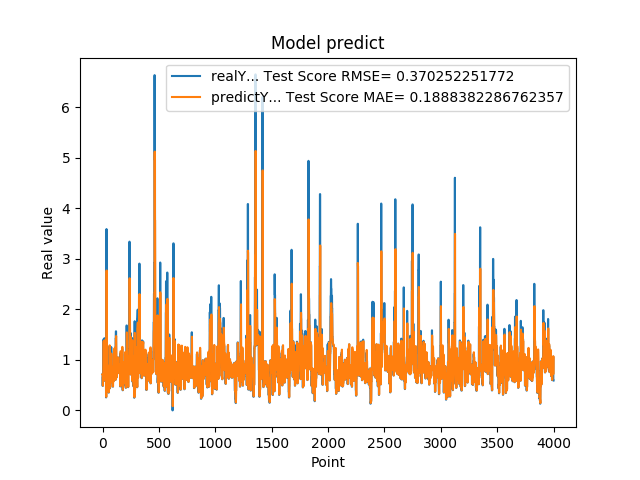 Model predict
realY... Test Score RMSE= 0.370252251772
predictY... Test Score MAE= 0.1888382286762357
Real value
6
5
4
3
2
1
0
0 500 1000 1500 2000 2500 3000 3500 4000
Point